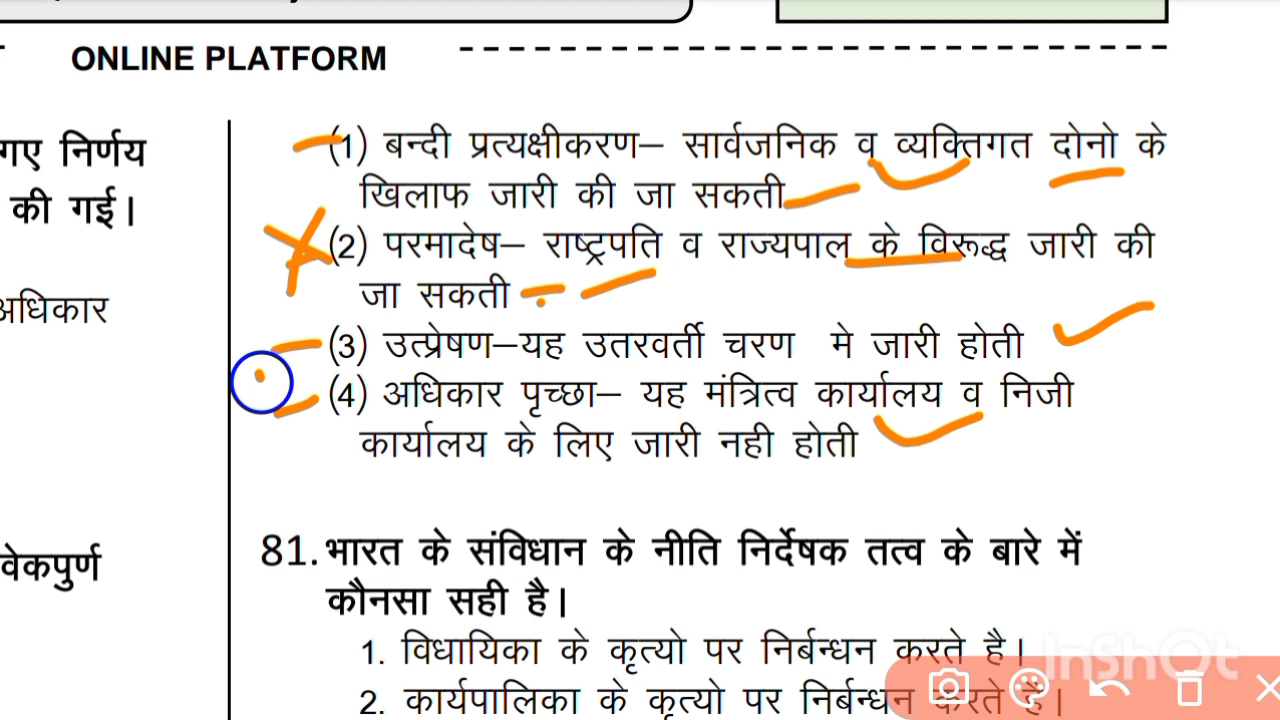 ONLINE PLATFORM
गए निर्णय
की गई।
अधिकार
वेकपुर्ण
(1) बन्दी प्रत्यक्षीकरण– सार्वजनिक व व्यक्तिगत दोनो के
खिलाफ जारी की जा सकती
(2) परमादेष– राष्ट्रपति व राज्यपाल के विरूद्ध जारी की
जा सकती
(3) उत्प्रेषण–यह उतरवर्ती चरण मे जारी होती
(4) अधिकार पृच्छा– यह मंत्रित्व कार्यालय व निजी
कार्यालय के लिए जारी नही होती
81. भारत के संविधान के नीति निर्देषक तत्व के बारे में
कौनसा सही है।
1. विधायिका के कृत्यो पर निर्बन्धन करते है।
2. कार्यपालिका के कृत्यो पर निर्बन्धन करते है।
InShOt